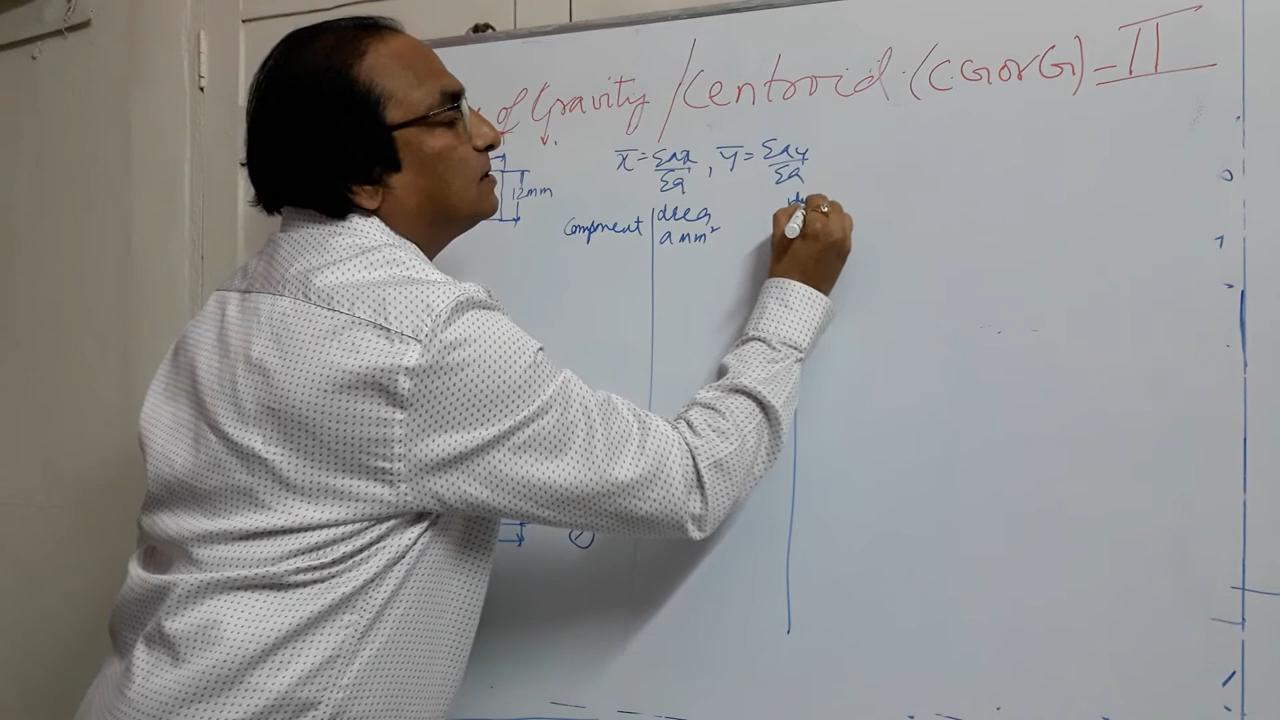 of Gravity / Centroid. (C.G or G) - II
x̄ = Σax/Σa, ȳ = Σay/Σa
12mm
Component
area
a mm²